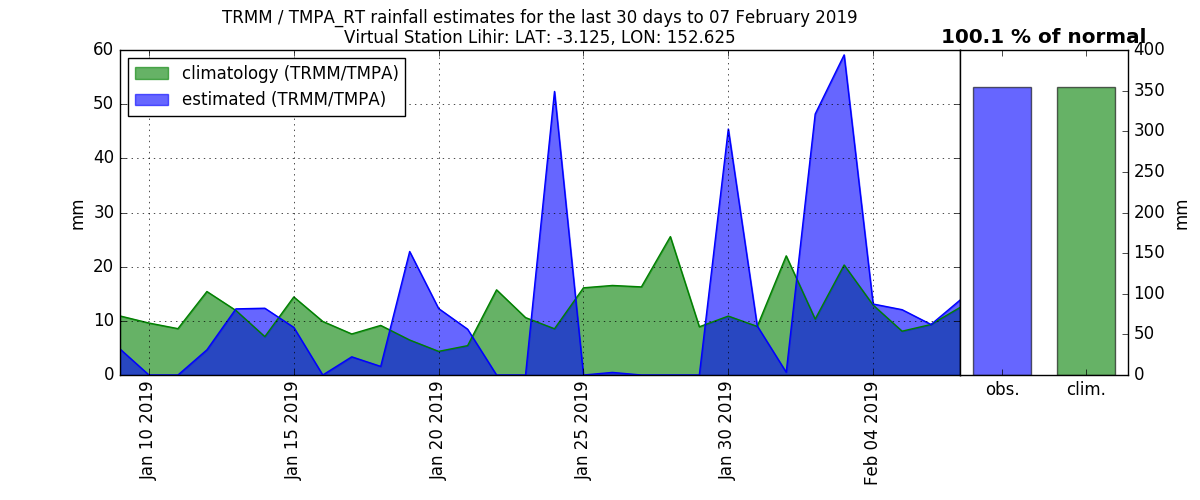 TRMM / TMPA_RT rainfall estimates for the last 30 days to 07 February 2019
Virtual Station Lihir: LAT: -3.125, LON: 152.625
100.1 % of normal
climatology (TRMM/TMPA)
estimated (TRMM/TMPA)
60
50
40
30
20
10
0
mm
Jan 10 2019
Jan 15 2019
Jan 20 2019
Jan 25 2019
Jan 30 2019
Feb 04 2019
obs.
clim.
400
350
300
250
200
150
100
50
0
mm